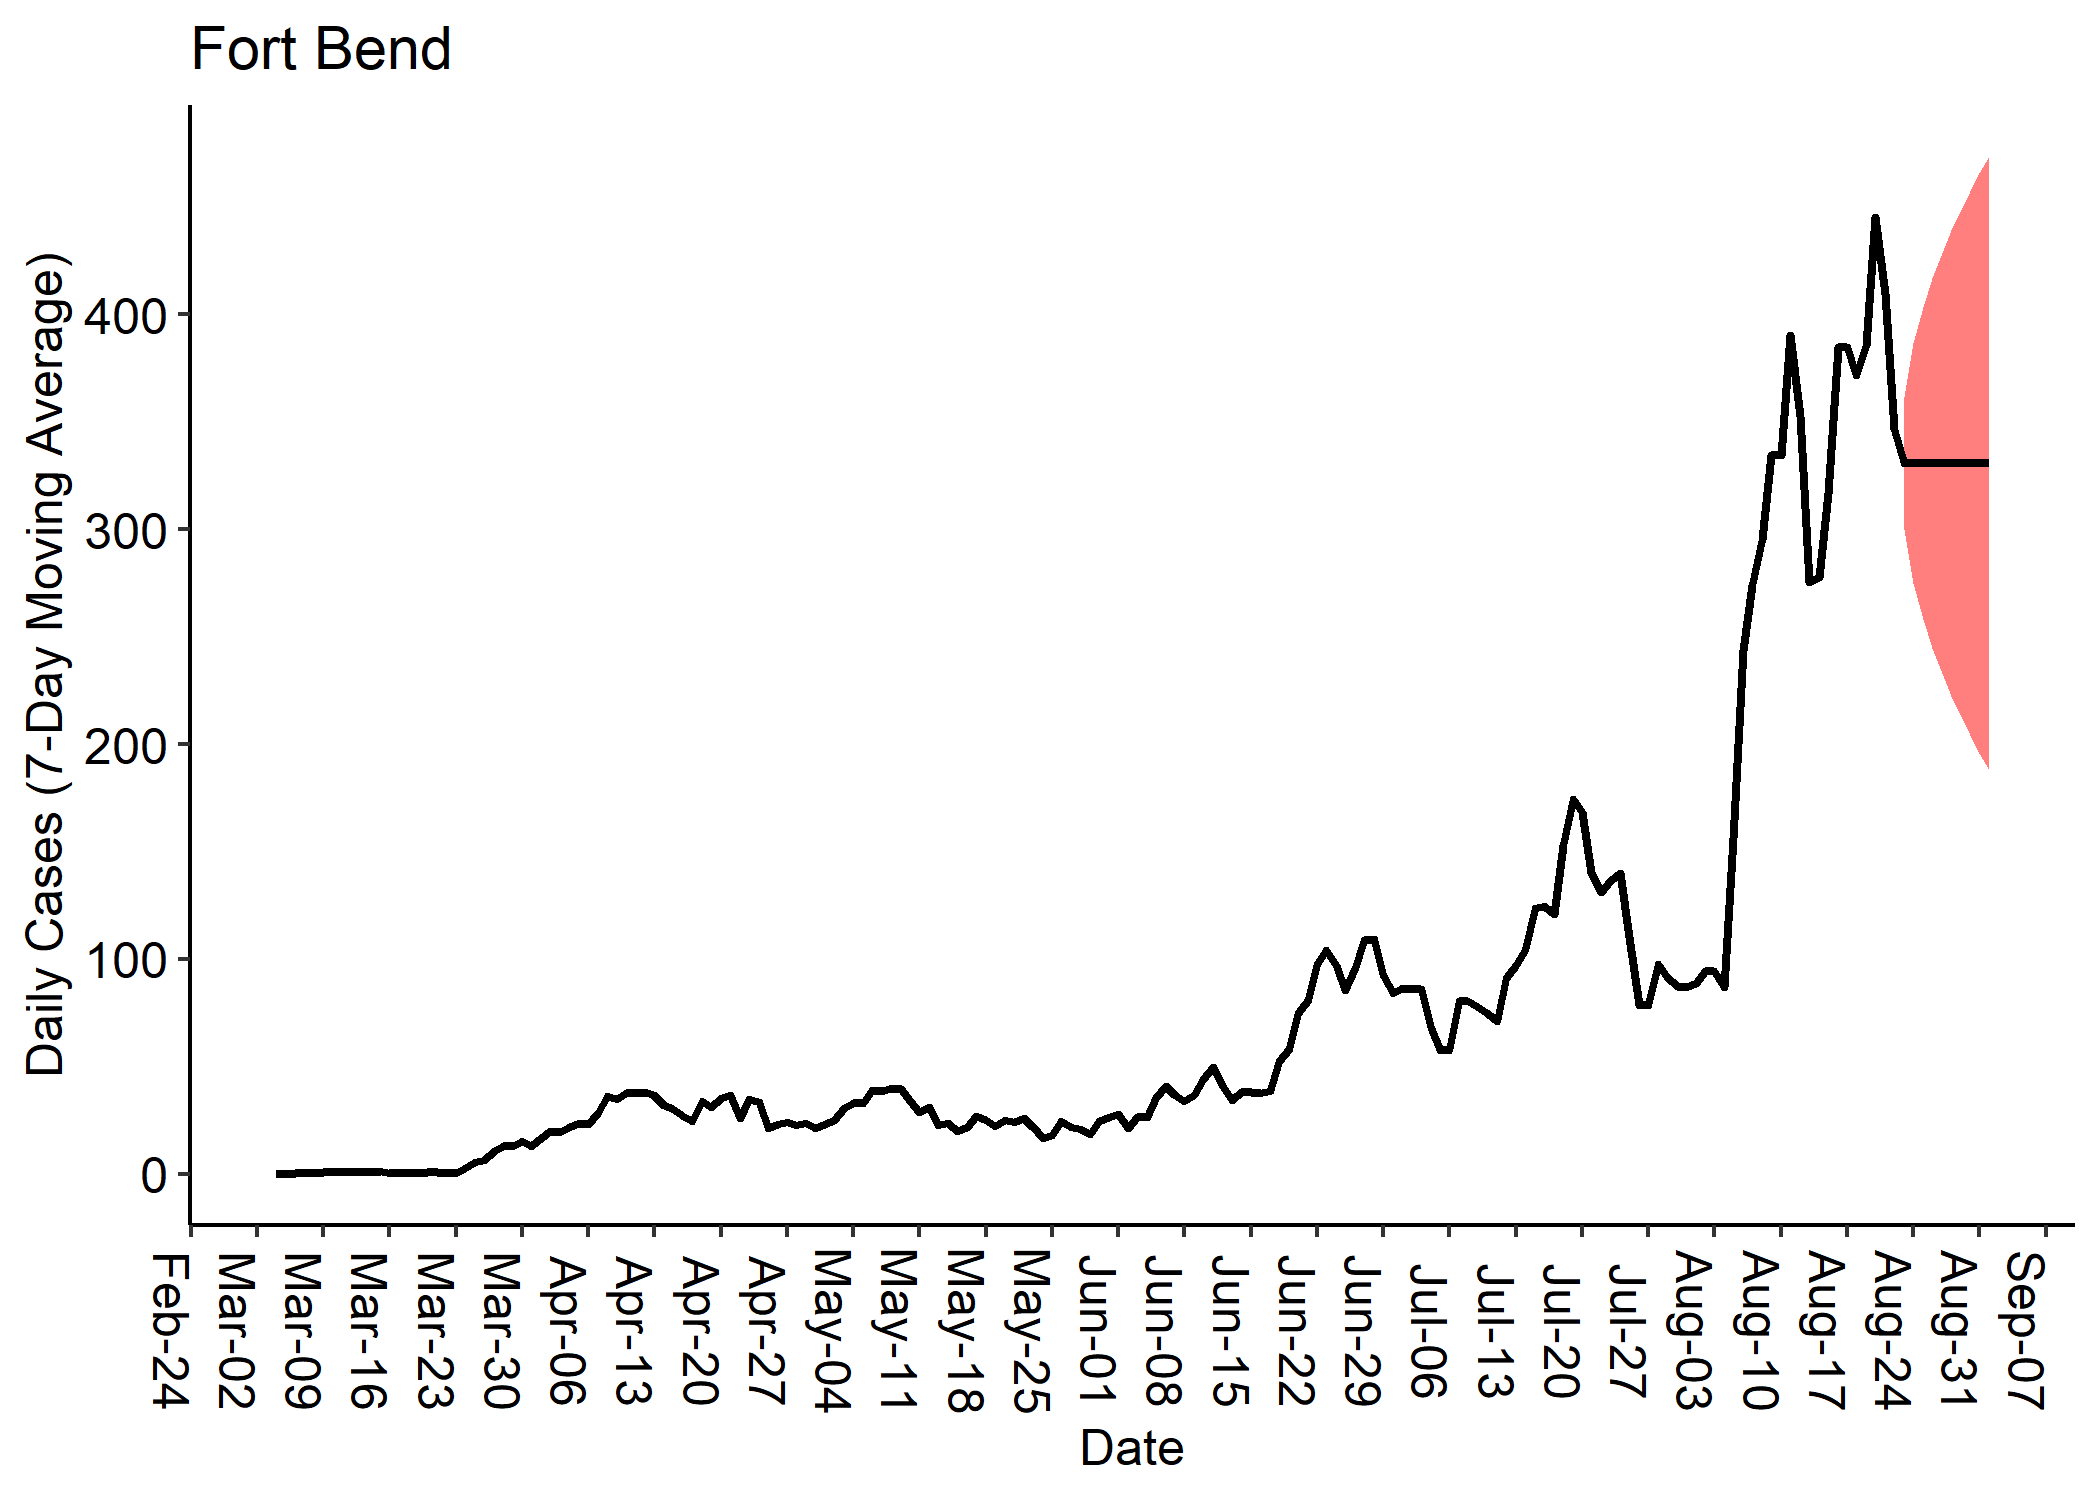 Fort Bend
Daily Cases (7-Day Moving Average)
400
300
200
100
0
Feb-24
Mar-02
Mar-09
Mar-16
Mar-23
Mar-30
Apr-06
Apr-13
Apr-20
Apr-27
May-04
May-11
May-18
May-25
Jun-01
Jun-08
Jun-15
Jun-22
Jun-29
Jul-06
Jul-13
Jul-20
Jul-27
Aug-03
Aug-10
Aug-17
Aug-24
Aug-31
Sep-07
Date